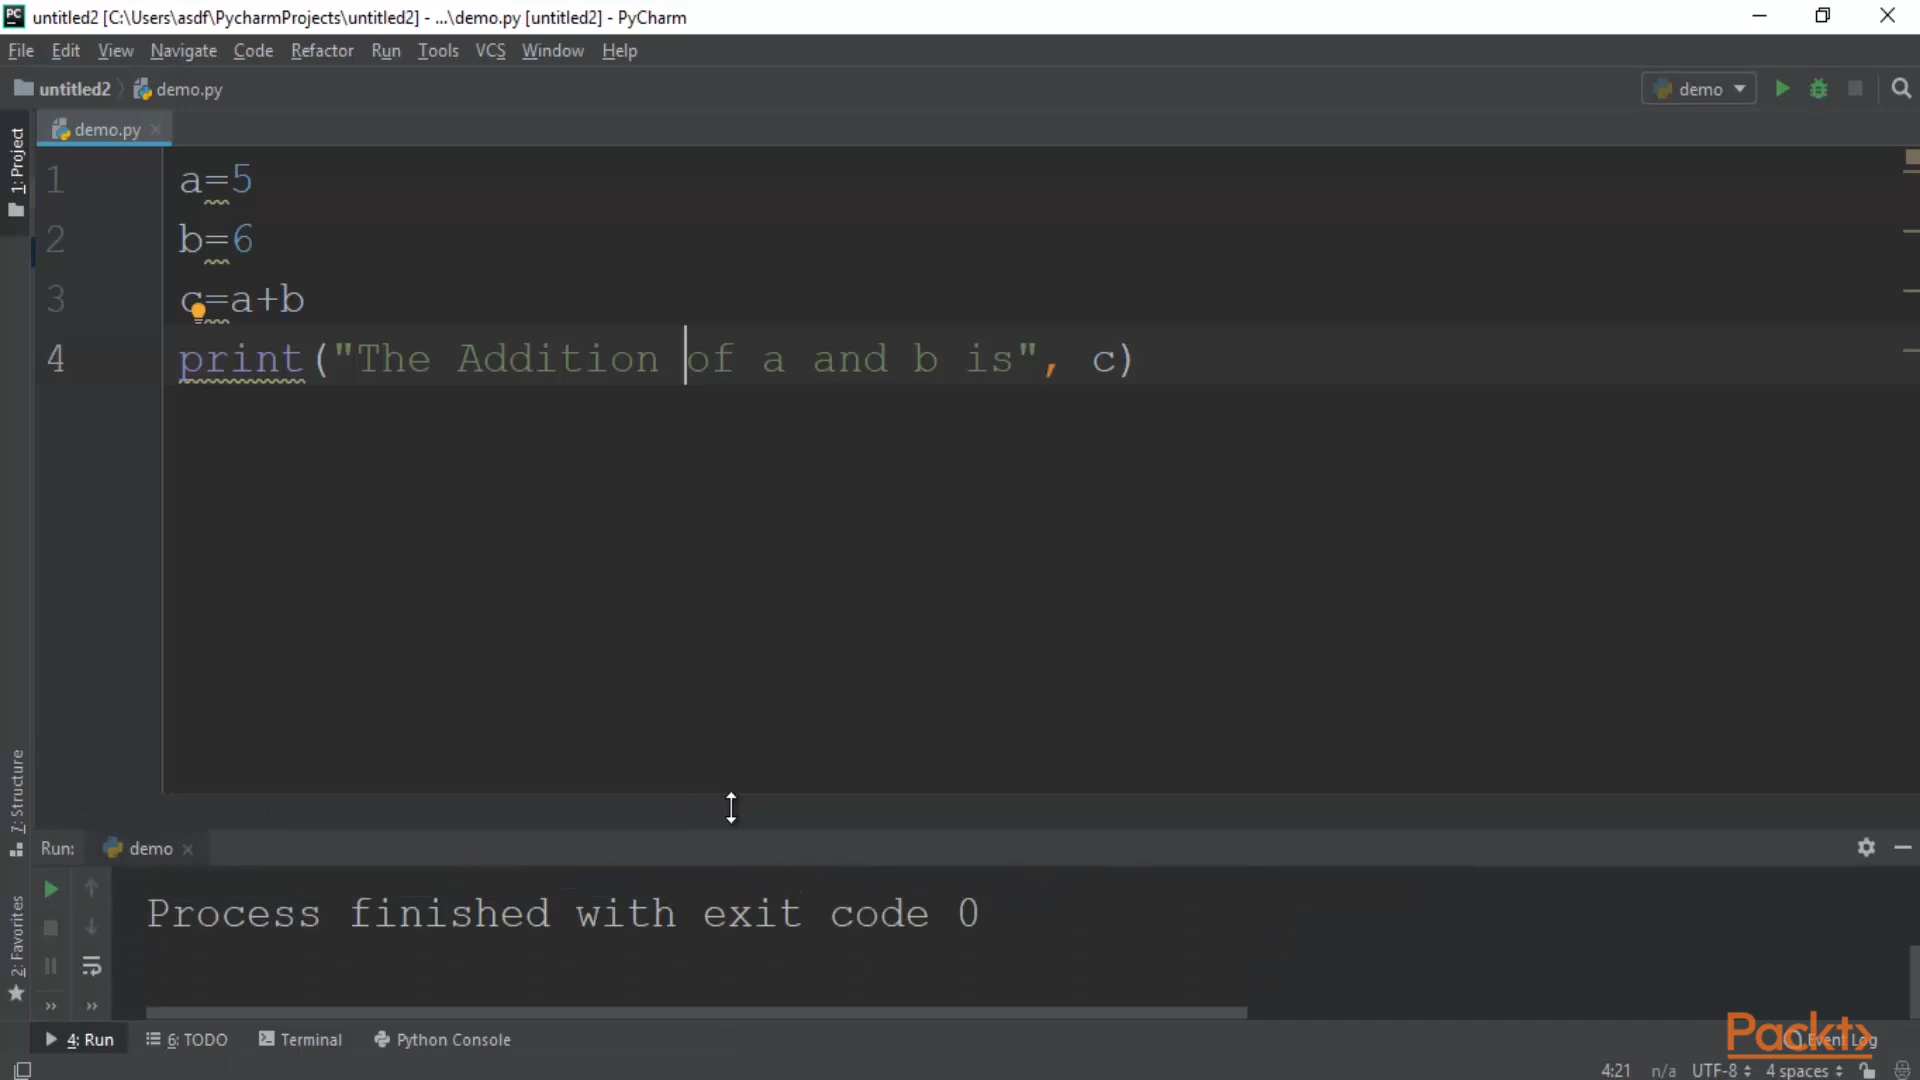 PC untitled2 [C:\Users\asdf\PycharmProjects\untitled2] - ...\demo.py [untitled2] - PyCharm
File Edit View Navigate Code Refactor Run Tools VCS Window Help
untitled2 demo.py demo
demo.py
1: Project
1 a=5
2 b=6
3 c=a+b
4 print("The Addition of a and b is", c)
7: Structure
Run: demo
2: Favorites
Process finished with exit code 0
4: Run 6: TODO Terminal Python Console Event Log
Packt>
4:21 n/a UTF-8 4 spaces